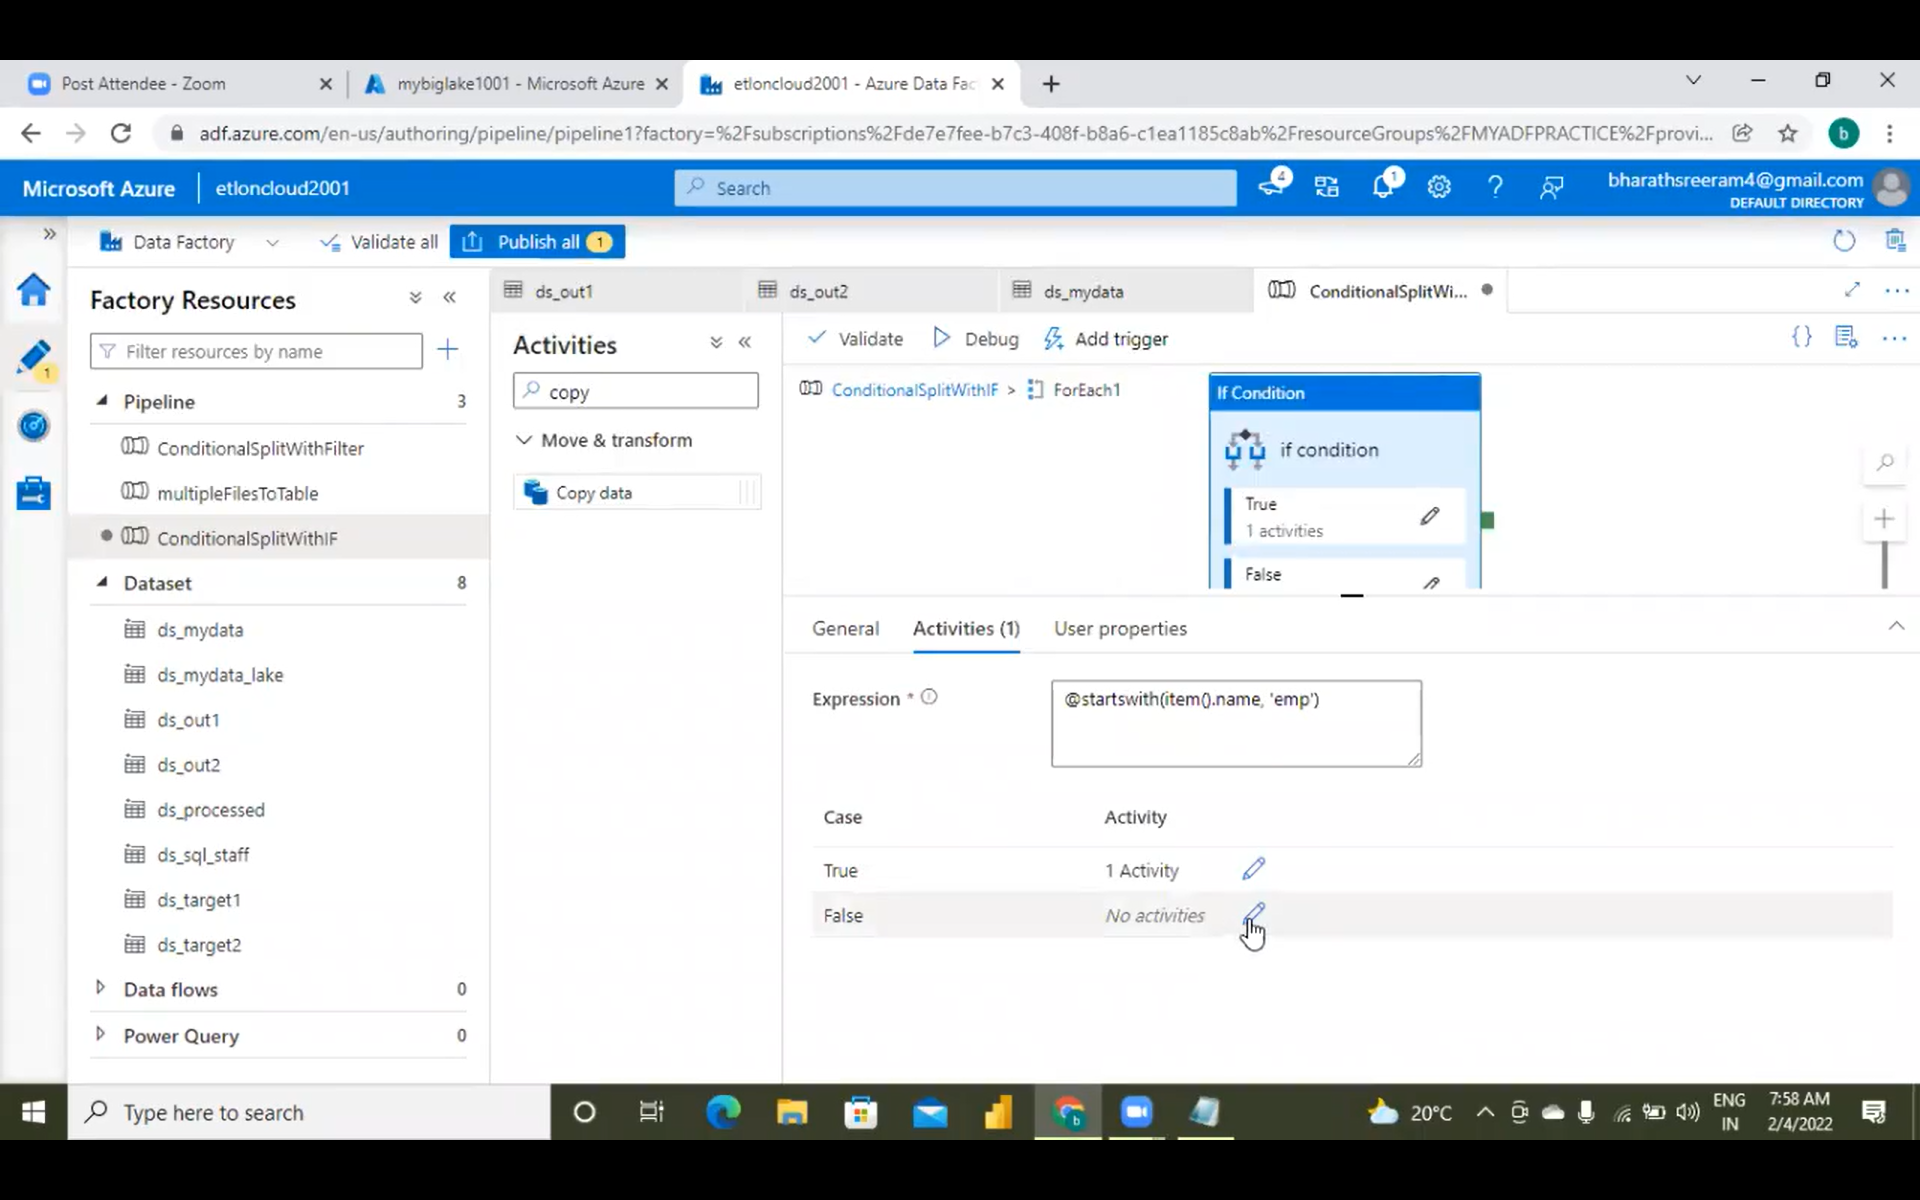 Post Attendee - Zoom
mybiglake1001 - Microsoft Azure
etloncloud2001 - Azure Data Fac
adf.azure.com/en-us/authoring/pipeline/pipeline1?factory=%2Fsubscriptions%2Fde7e7fee-b7c3-408f-b8a6-c1ea1185c8ab%2FresourceGroups%2FMYADFPRACTICE%2Fprovi...
b
Microsoft Azure
etloncloud2001
Search
4
1
bharathsreeram4@gmail.com
DEFAULT DIRECTORY
Data Factory
Validate all
Publish all 1
Factory Resources
Filter resources by name
1
Pipeline 3
ConditionalSplitWithFilter
multipleFilesToTable
ConditionalSplitWithIF
Dataset 8
ds_mydata
ds_mydata_lake
ds_out1
ds_out2
ds_processed
ds_sql_staff
ds_target1
ds_target2
Data flows 0
Power Query 0
ds_out1
ds_out2
ds_mydata
ConditionalSplitWi...
Activities
copy
Move & transform
Copy data
Validate
Debug
Add trigger
ConditionalSplitWithIF > ForEach1
If Condition
if condition
True
1 activities
False
General
Activities (1)
User properties
Expression *
@startswith(item().name, 'emp')
Case Activity
True 1 Activity
False No activities
Type here to search
b
20°C
ENG
IN
7:58 AM
2/4/2022